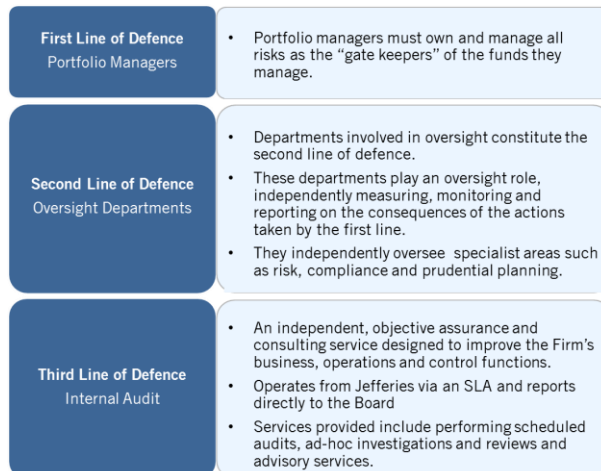 First Line of Defence
Portfolio Managers
• Portfolio managers must own and manage all
risks as the “gate keepers” of the funds they
manage.
Second Line of Defence
Oversight Departments
• Departments involved in oversight constitute the
second line of defence.
• These departments play an oversight role,
independently measuring, monitoring and
reporting on the consequences of the actions
taken by the first line.
• They independently oversee specialist areas such
as risk, compliance and prudential planning.
Third Line of Defence
Internal Audit
• An independent, objective assurance and
consulting service designed to improve the Firm’s
business, operations and control functions.
• Operates from Jefferies via an SLA and reports
directly to the Board
• Services provided include performing scheduled
audits, ad-hoc investigations and reviews and
advisory services.